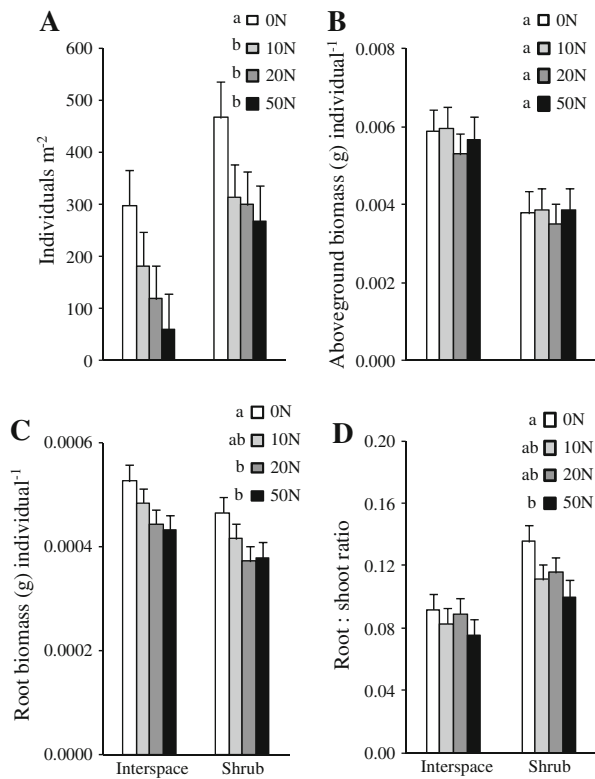 A
a 0N
b 10N
b 20N
b 50N
Individuals m-2
600
500
400
300
200
100
0
B
a 0N
a 10N
a 20N
a 50N
Aboveground biomass (g) individual-1
0.008
0.006
0.004
0.002
0.000
C
a 0N
ab 10N
b 20N
b 50N
Root biomass (g) individual-1
0.0006
0.0004
0.0002
0.0000
Interspace Shrub
D
a 0N
ab 10N
ab 20N
b 50N
Root : shoot ratio
0.20
0.16
0.12
0.08
0.04
0.00
Interspace Shrub